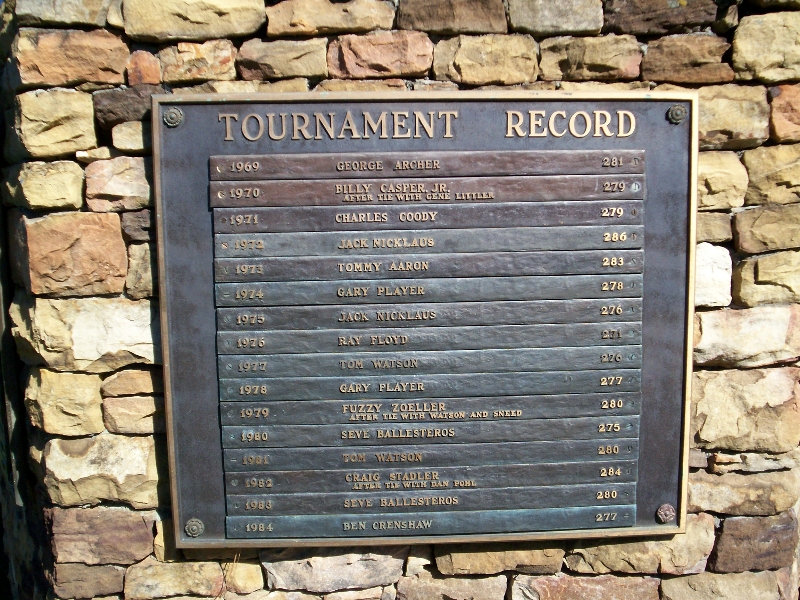 TOURNAMENT RECORD
1969 GEORGE ARCHER 281
1970 BILLY CASPER, JR. 279
AFTER TIE WITH GENE LITTLER
1971 CHARLES COODY 279
1972 JACK NICKLAUS 286
1973 TOMMY AARON 283
1974 GARY PLAYER 278
1975 JACK NICKLAUS 276
1976 RAY FLOYD 271
1977 TOM WATSON 276
1978 GARY PLAYER 277
1979 FUZZY ZOELLER 280
AFTER TIE WITH WATSON AND SNEED
1980 SEVE BALLESTEROS 275
1981 TOM WATSON 280
1982 CRAIG STADLER 284
AFTER TIE WITH DAN POHL
1983 SEVE BALLESTEROS 280
1984 BEN CRENSHAW 277